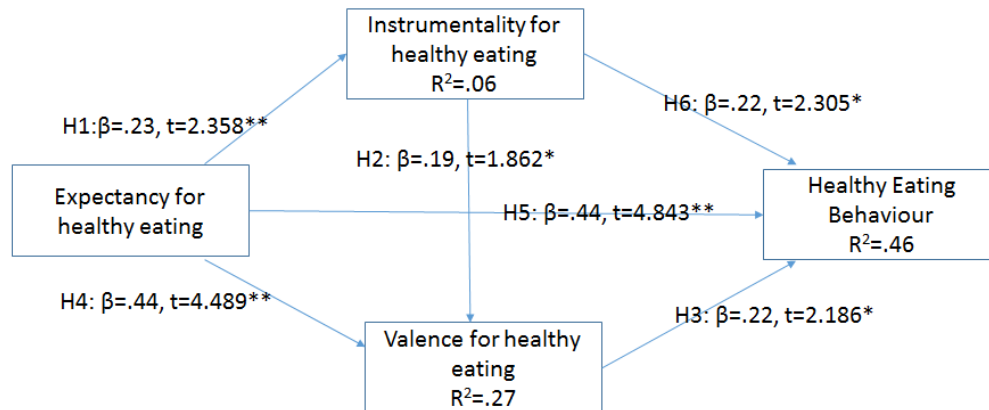 Instrumentality for
healthy eating
R²=.06
H1:β=.23, t=2.358**
H6: β=.22, t=2.305*
H2: β=.19, t=1.862*
Expectancy for
healthy eating
Healthy Eating
Behaviour
R²=.46
H5: β=.44, t=4.843**
H4: β=.44, t=4.489**
H3: β=.22, t=2.186*
Valence for healthy
eating
R²=.27